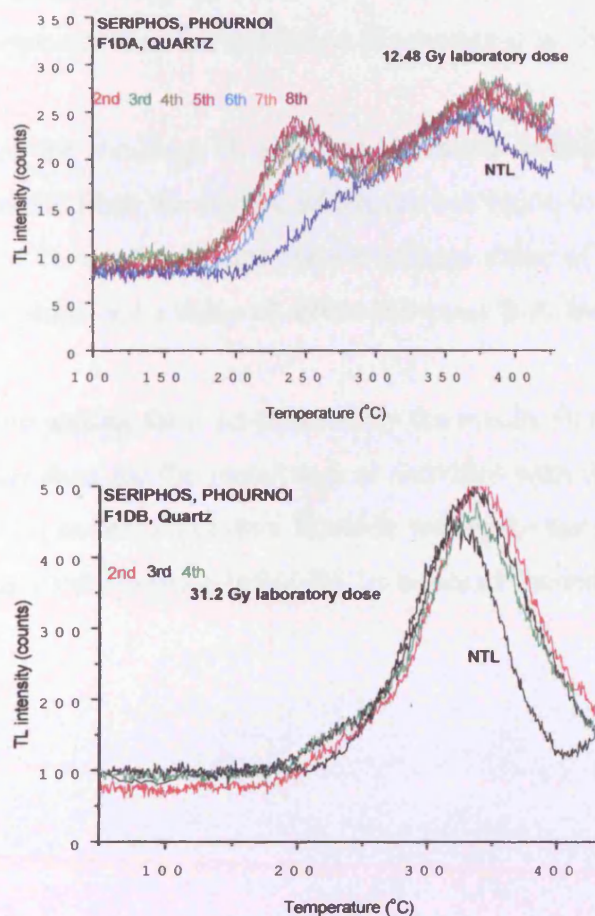 SERIPHOS, PHOURNOI
F1DA, QUARTZ
12.48 Gy laboratory dose
2nd 3rd 4th 5th 6th 7th 8th
NTL
TL intensity (counts)
350
300
250
200
150
100
50
0
100 200 300 400
Temperature (°C)
SERIPHOS, PHOURNOI
F1DB, Quartz
2nd 3rd 4th
31.2 Gy laboratory dose
NTL
TL intensity (counts)
500
400
300
200
100
0
100 200 300 400
Temperature (°C)